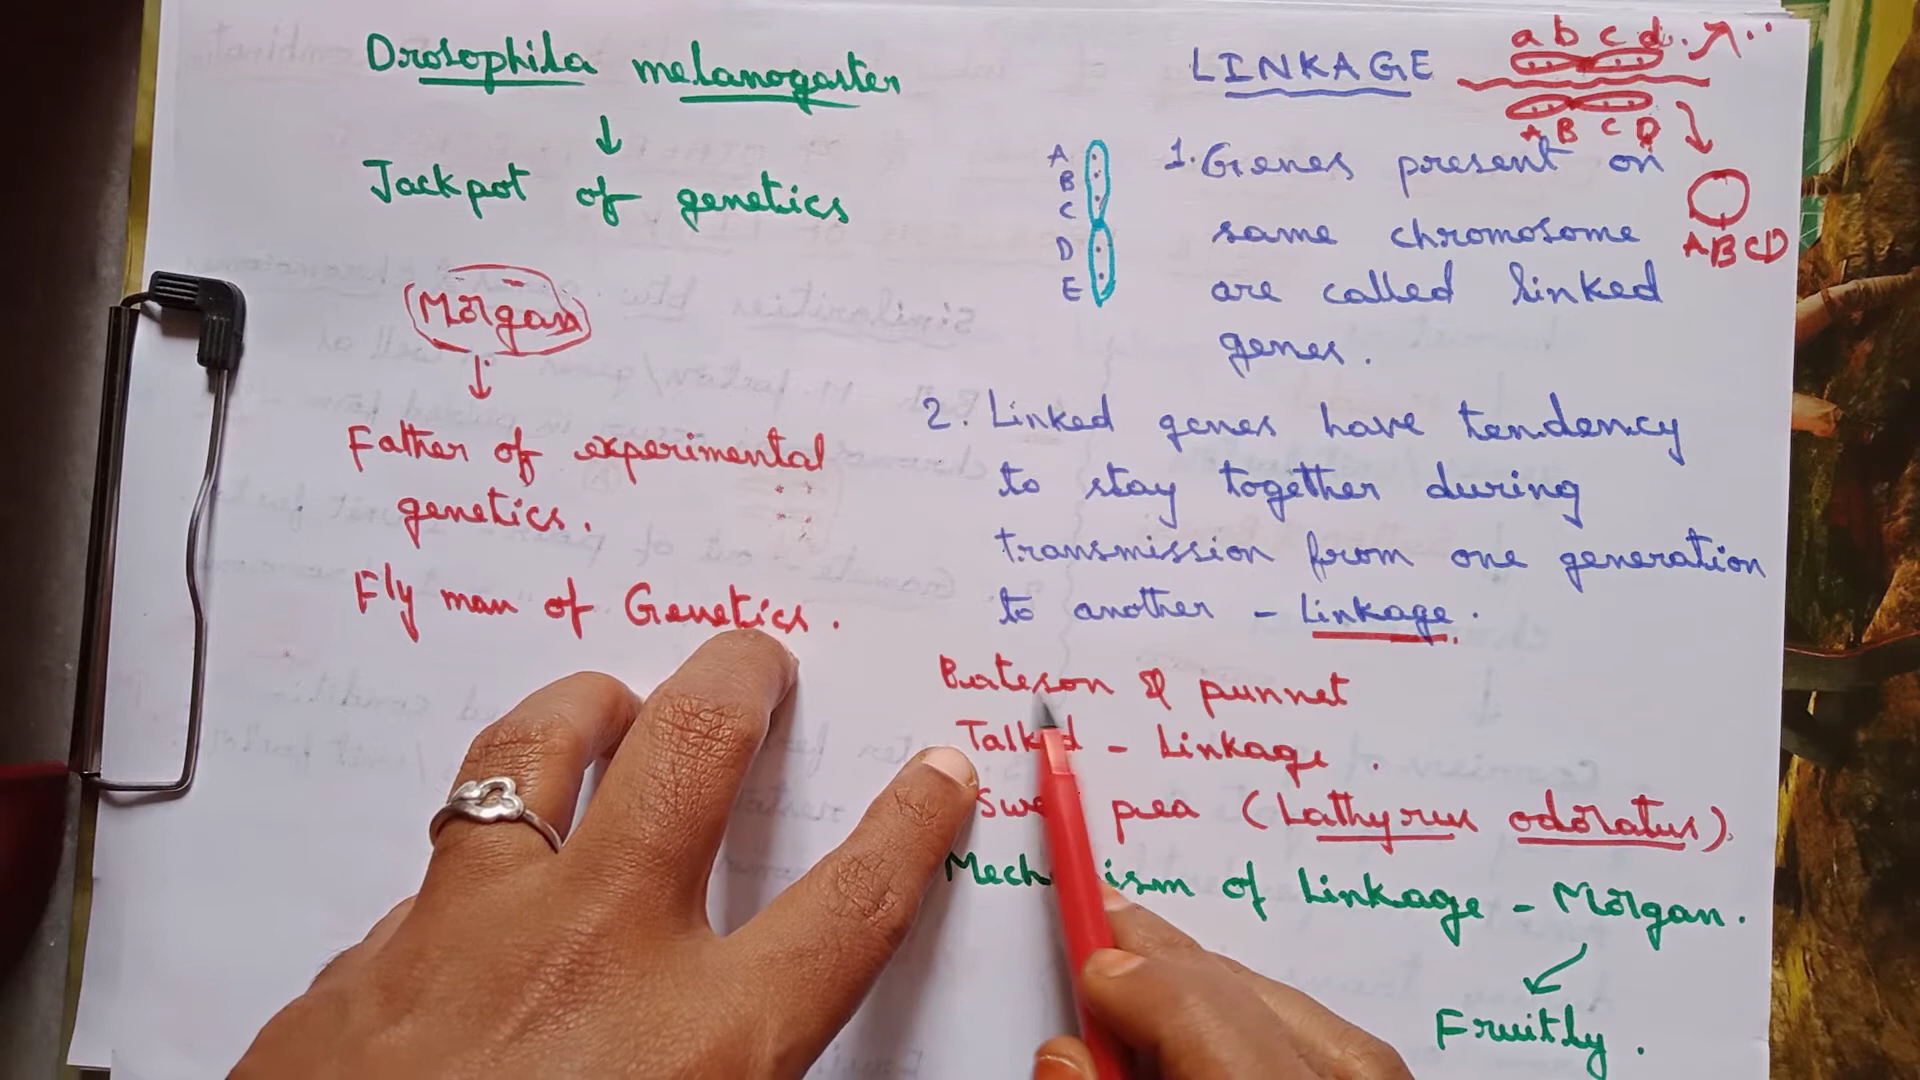 Drosophila melanogaster
↓
Jackpot of genetics
Morgan
↓
Father of experimental
genetics.
Fly man of Genetics.
LINKAGE
a b c d
A B C D
A B C D
A
B
C
D
E
1. Genes present on
same chromosome
are called linked
genes.
2. Linked genes have tendency
to stay together during
transmission from one generation
to another - Linkage.
Bateson & punnet
Talked - Linkage.
pea (Lathyrus odoratus).
of Linkage - Morgan.
Fruitly.